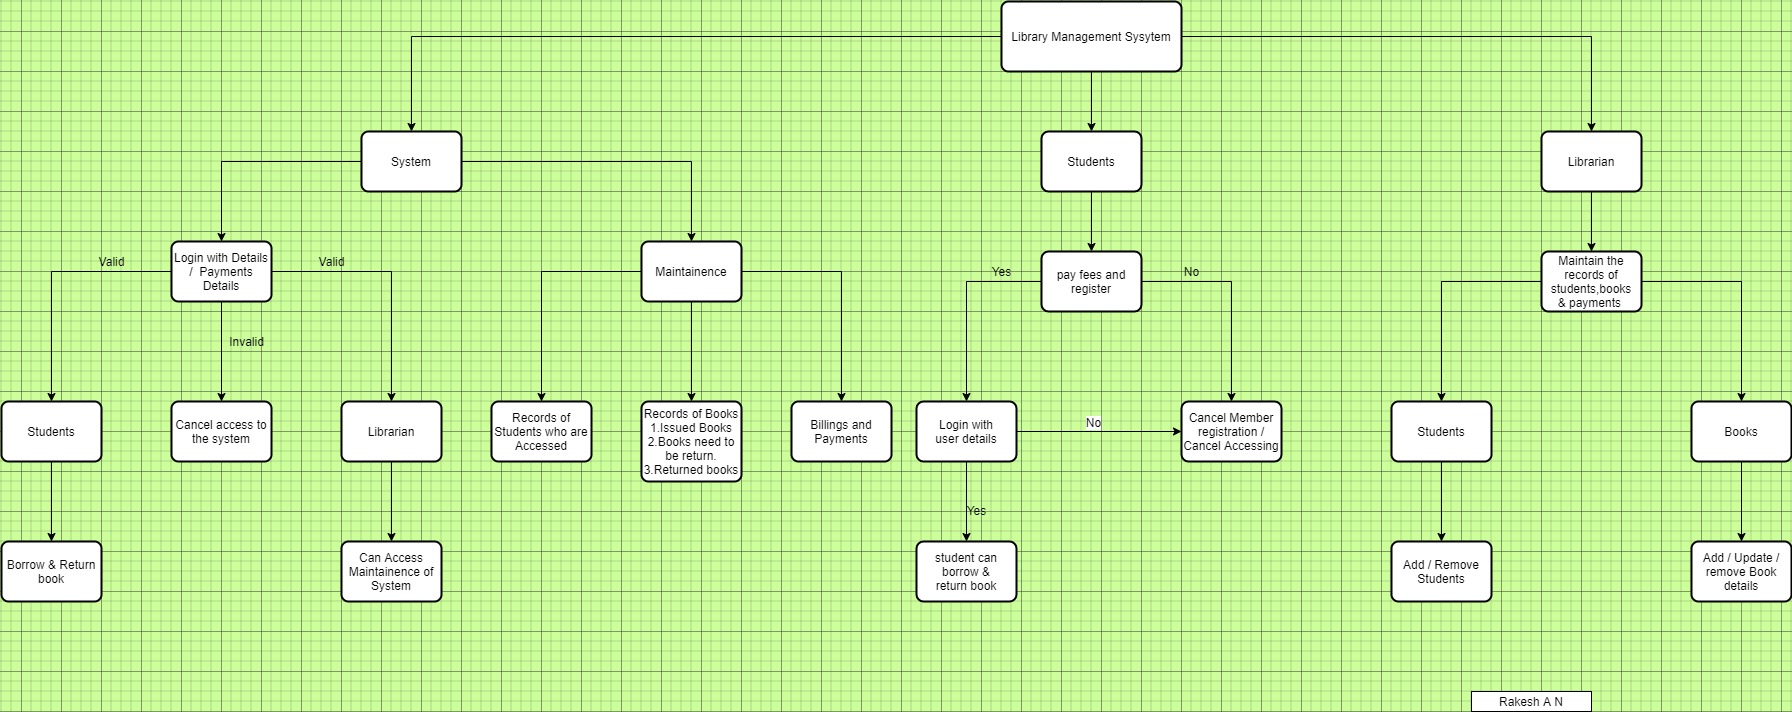 Library Management Sysytem
System
Students
Librarian
Valid
Login with Details
/  Payments
Details
Valid
Invalid
Maintainence
Yes
pay fees and
register
No
Maintain the
records of
students,books
& payments
Students
Cancel access to
the system
Librarian
Records of
Students who are
Accessed
Records of Books
1.Issued Books
2.Books need to
be return.
3.Returned books
Billings and
Payments
Login with
user details
No
Cancel Member
registration /
Cancel Accessing
Students
Books
Yes
Borrow & Return
book
Can Access
Maintainence of
System
student can
borrow &
return book
Add / Remove
Students
Add / Update /
remove Book
details
Rakesh A N